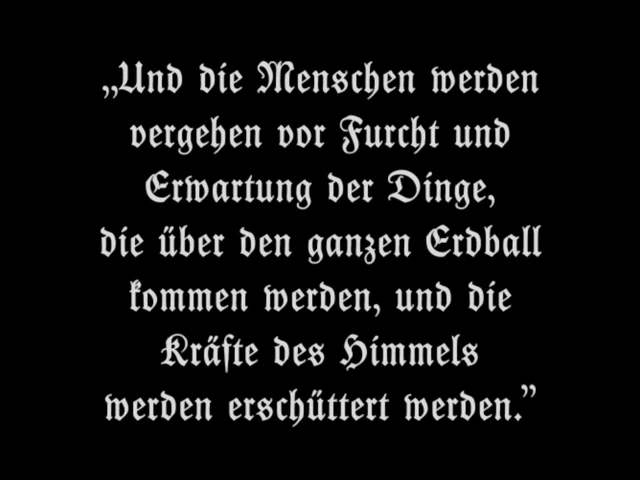 „Und die Menschen werden
vergehen vor Furcht und
Erwartung der Dinge,
die über den ganzen Erdball
kommen werden, und die
Kräfte des Himmels
werden erschüttert werden.”